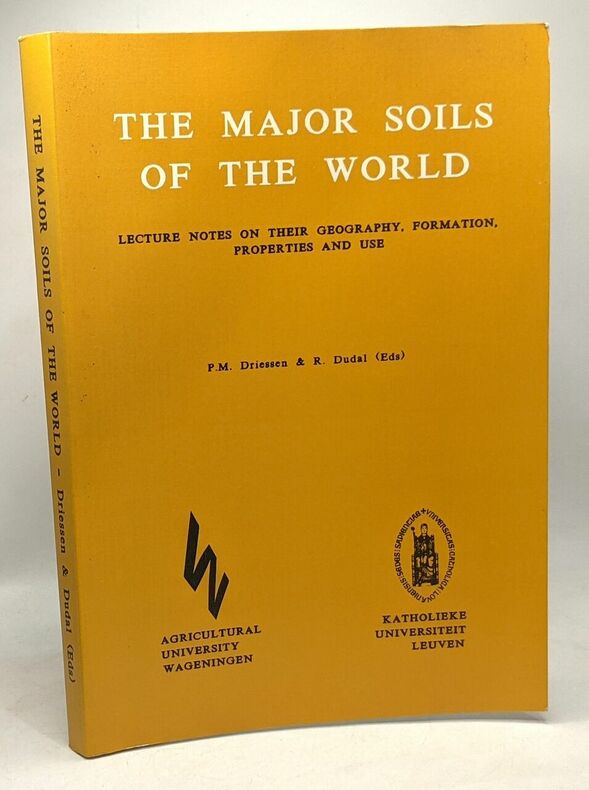 THE MAJOR SOILS OF THE WORLD - Driessen & Dudal (Eds)
THE MAJOR SOILS
OF THE WORLD
LECTURE NOTES ON THEIR GEOGRAPHY, FORMATION,
PROPERTIES AND USE
P.M. Driessen & R. Dudal (Eds)
AGRICULTURAL
UNIVERSITY
WAGENINGEN
KATHOLIEKE
UNIVERSITEIT
LEUVEN